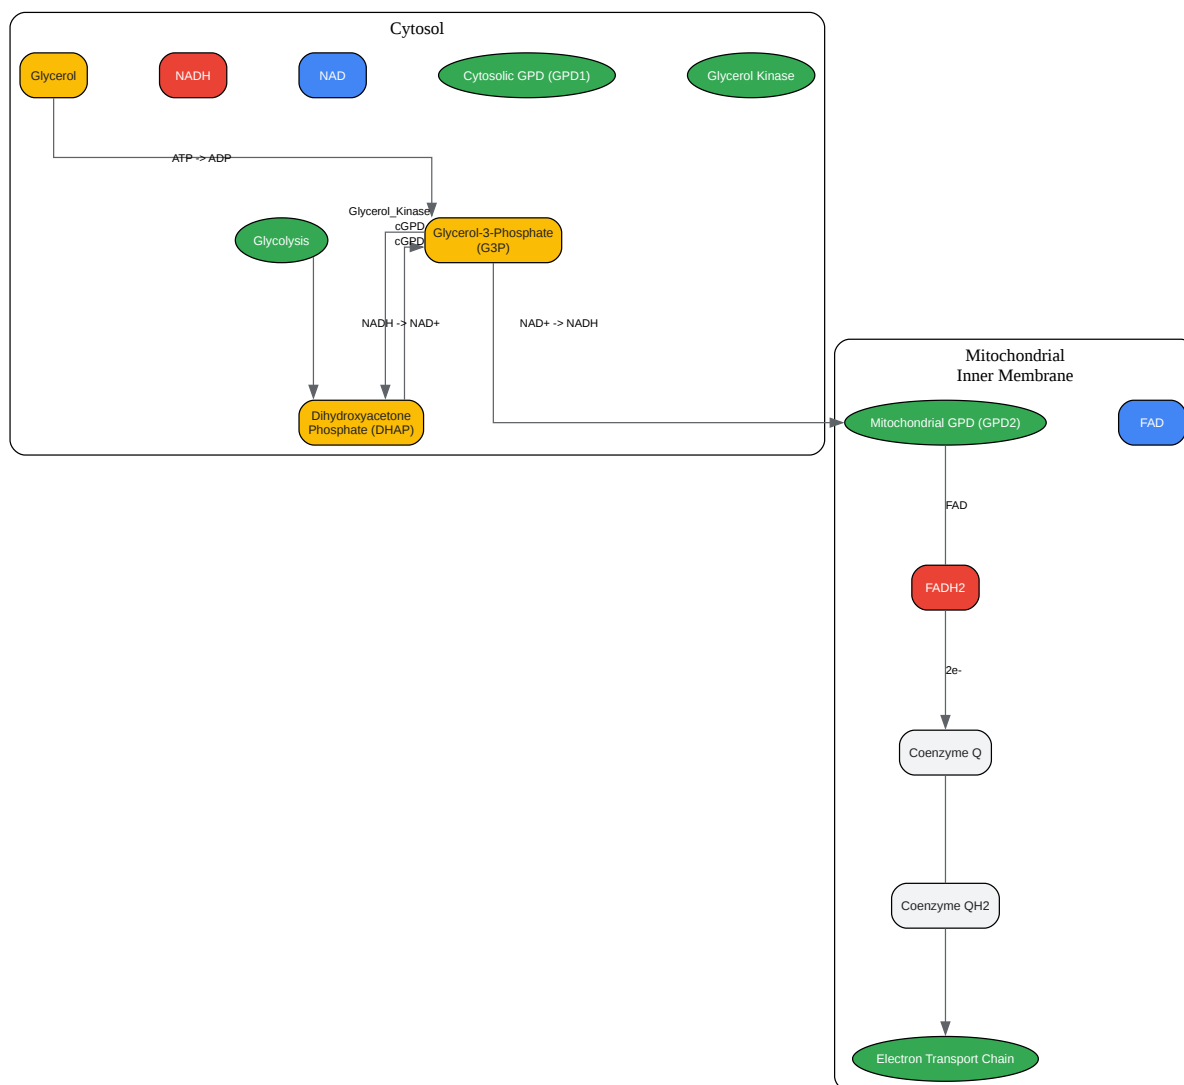 Cytosol
Glycerol
NADH
NAD
Cytosolic GPD (GPD1)
Glycerol Kinase
ATP -> ADP
Glycerol_Kinase
cGPD
cGPD
Glycolysis
Glycerol-3-Phosphate
(G3P)
NADH -> NAD+
NAD+ -> NADH
Dihydroxyacetone
Phosphate (DHAP)
Mitochondrial
Inner Membrane
Mitochondrial GPD (GPD2)
FAD
FAD
FADH2
2e-
Coenzyme Q
Coenzyme QH2
Electron Transport Chain